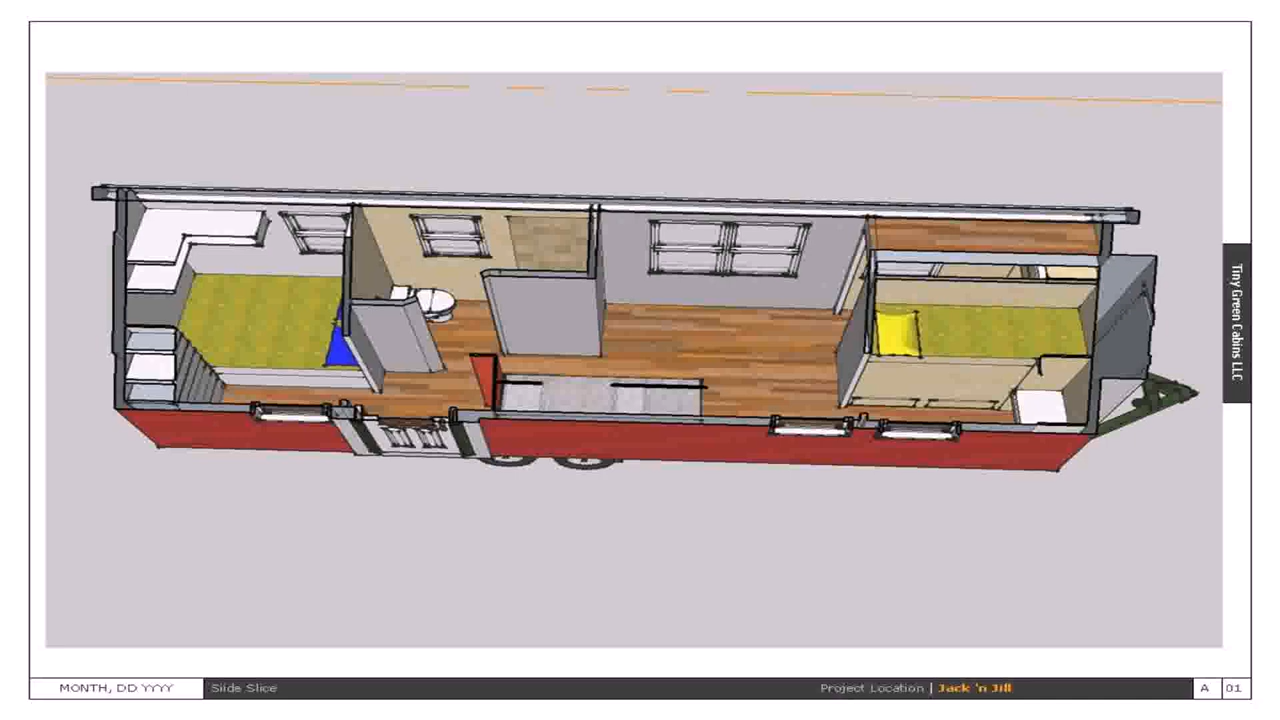 Tiny Green Cabins LLC
MONTH, DD YYYY
Slide Slice
Project Location | Jack 'n Jill
A
01